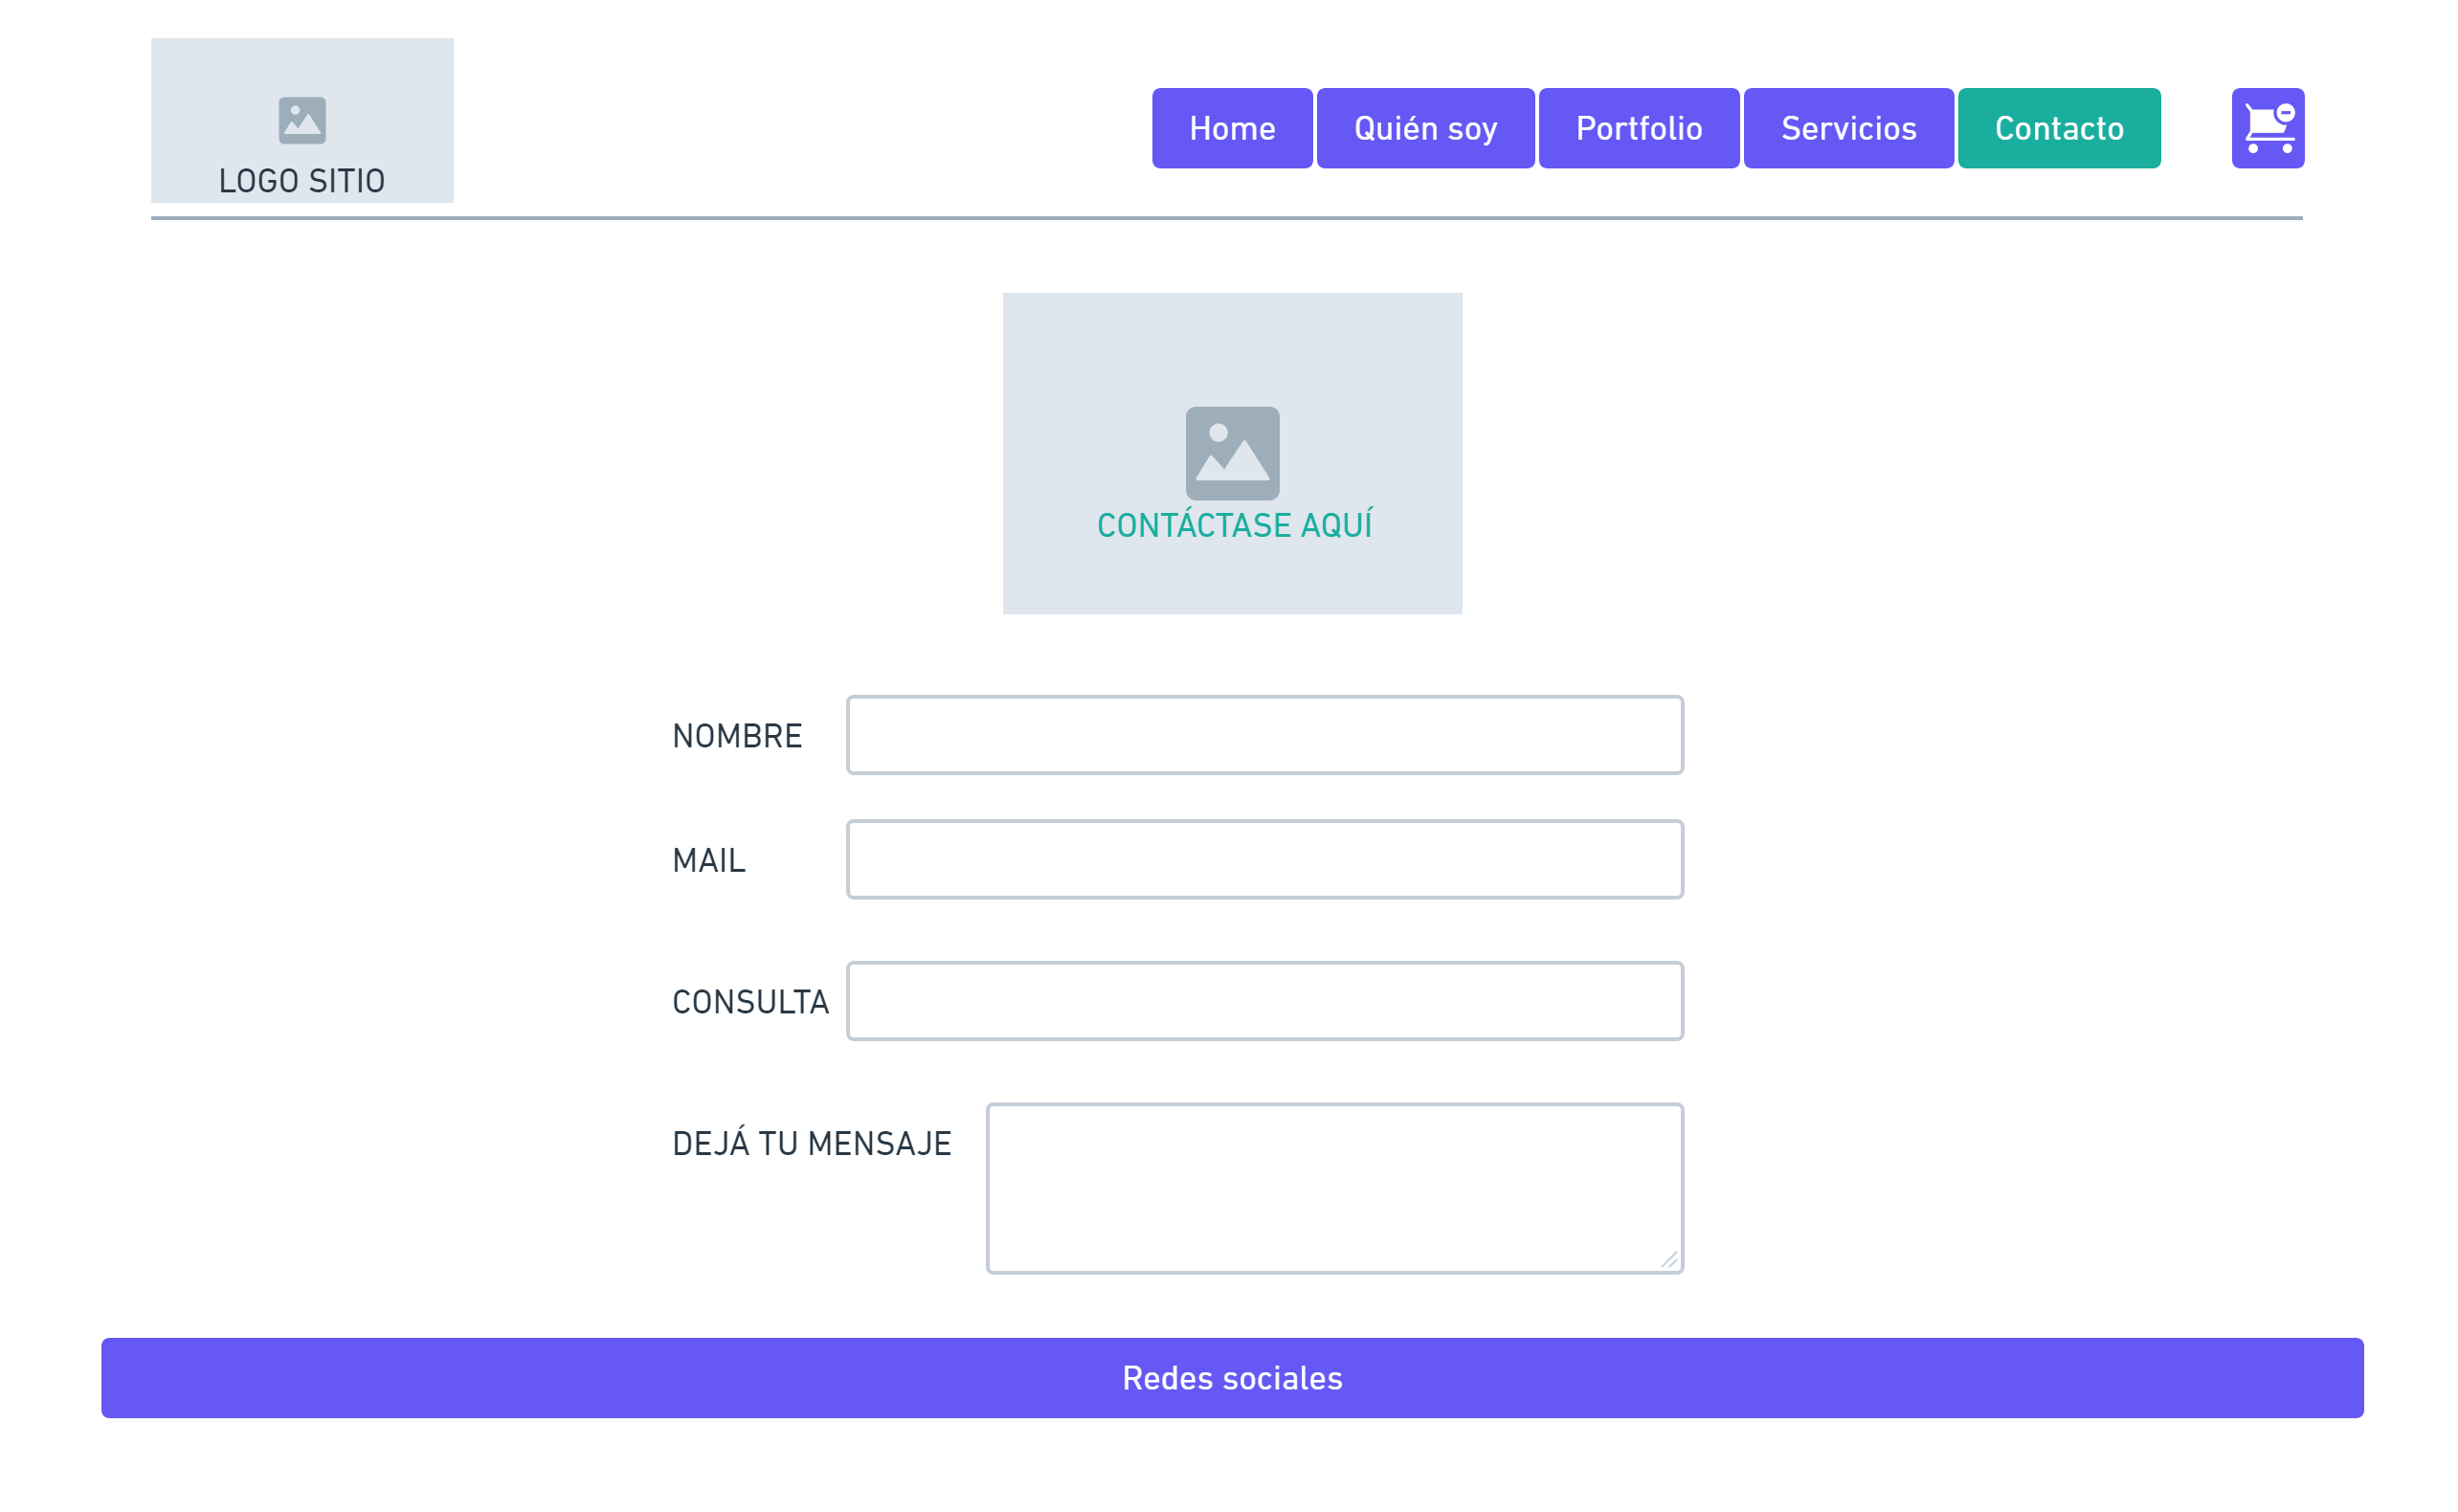 LOGO SITIO
Home Quién soy Portfolio Servicios Contacto
CONTÁCTASE AQUÍ
NOMBRE
MAIL
CONSULTA
DEJÁ TU MENSAJE
Redes sociales